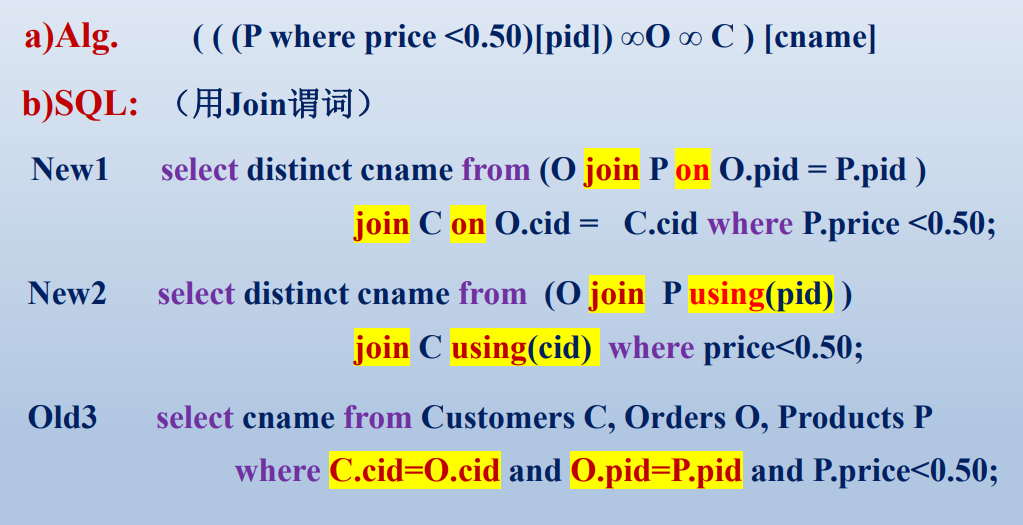 a)Alg. ( ( (P where price <0.50)[pid]) ∞O ∞ C ) [cname]
b)SQL: （用Join谓词）
New1 select distinct cname from (O join P on O.pid = P.pid )
join C on O.cid = C.cid where P.price <0.50;
New2 select distinct cname from (O join P using(pid) )
join C using(cid) where price<0.50;
Old3 select cname from Customers C, Orders O, Products P
where C.cid=O.cid and O.pid=P.pid and P.price<0.50;